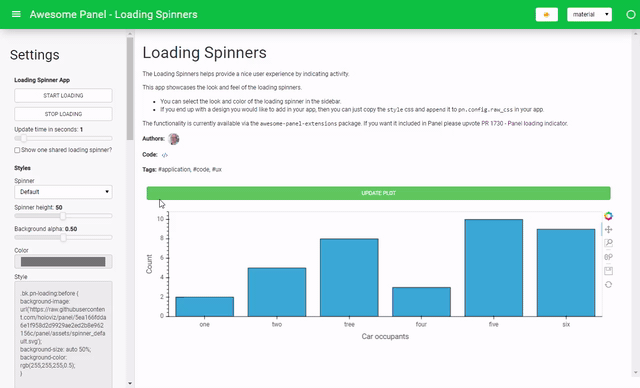 Awesome Panel - Loading Spinners
material
Settings
Loading Spinner App
START LOADING
STOP LOADING
Update time in seconds: 1
Show one shared loading spinner?
Styles
Spinner
Default
Spinner height: 50
Background alpha: 0.50
Color
Style
.bk.pn-loading:before {
background-image:
url('https://raw.githubusercontent
t.com/holoviz/panel/5ea166fdda
6e1f958d2d9929ae2ed2b8e962
156c/panel/assets/spinner_defa
ault.svg');
background-size: auto 50%;
background-color:
rgb(255,255,255,0.5);
}
Loading Spinners
The Loading Spinners helps provide a nice user experience by indicating activity.
This app showcases the look and feel of the loading spinners.
• You can select the look and color of the loading spinner in the sidebar.
• If you end up with a design you would like to add in your app, then you can just copy the style css and append it to pn.config.raw_css in your app.
The functionality is currently available via the awesome-panel-extensions package. If you want it included in Panel please upvote PR 1730 - Panel loading indicator.
Authors:
Code: </>
Tags: #application, #code, #ux
UPDATE PLOT
10
8
6
4
2
0
Count
one two tree four five six
Car occupants